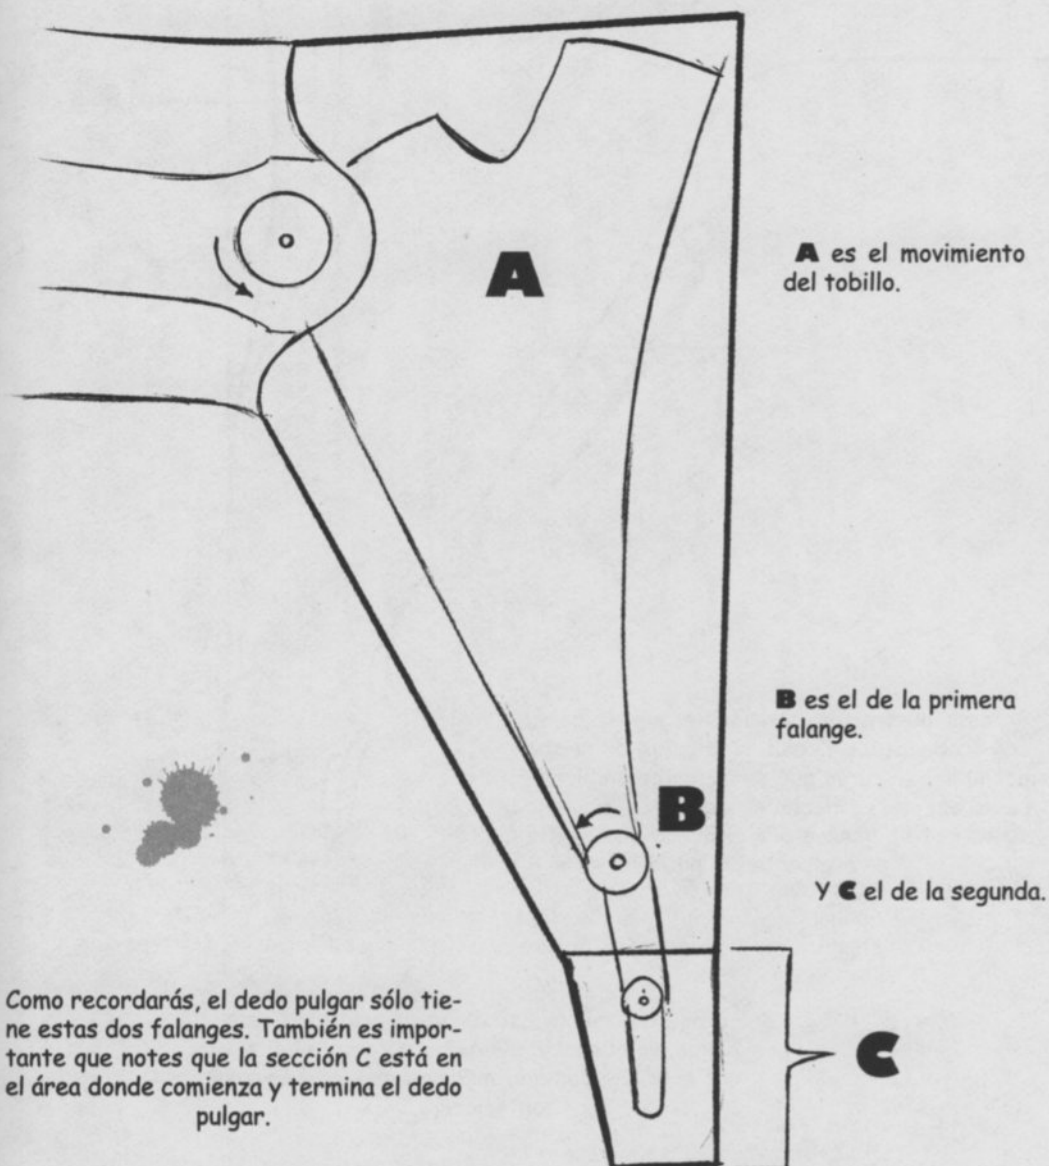 A
A es el movimiento
del tobillo.
B es el de la primera
falange.
B
Y C el de la segunda.
Como recordarás, el dedo pulgar sólo tie-
ne estas dos falanges. También es impor-
tante que notes que la sección C está en
el área donde comienza y termina el dedo
pulgar.
C